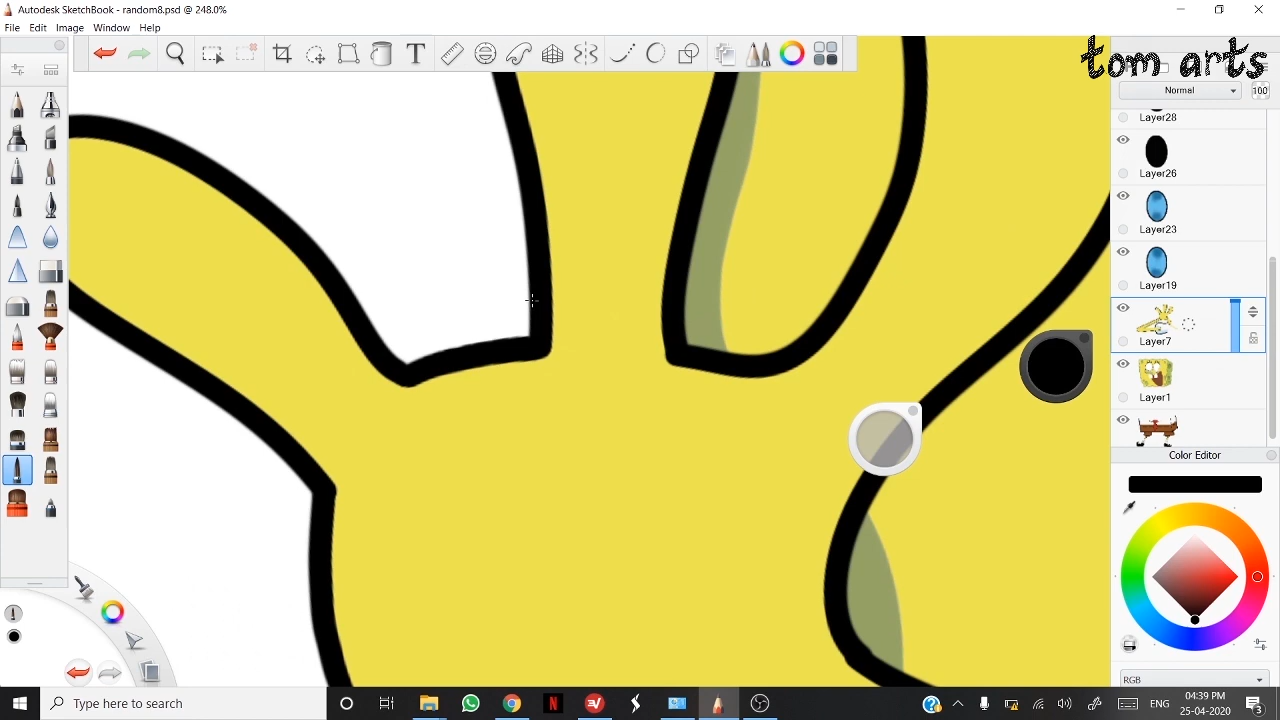 Autodesk SketchBook - random8.psd @ 248.0%
File Edit Image Window Help
tom arts
Normal
100
Layer28
Layer26
Layer23
Layer19
Layer7
Layer1
Color Editor
RGB
Type here to search
ENG
04:39 PM
25-04-2020
3